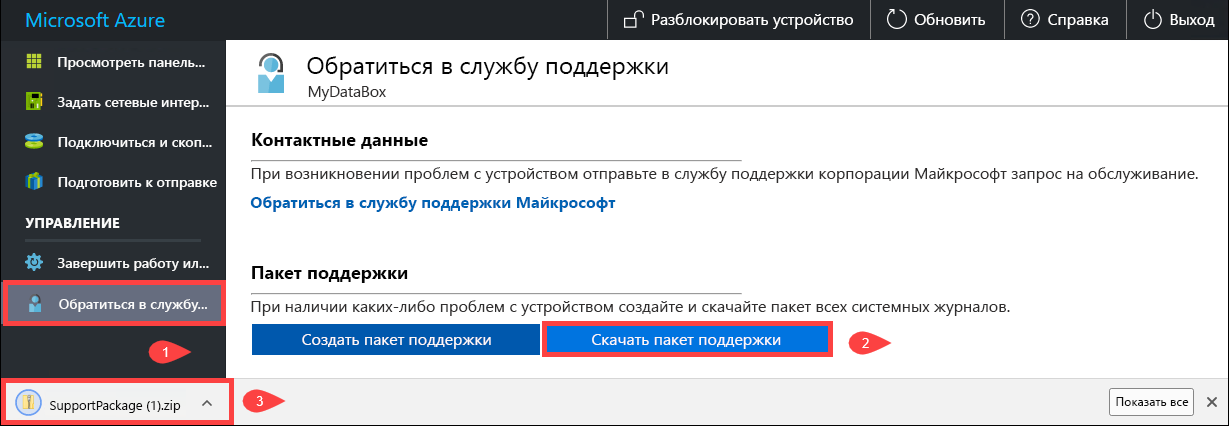 Microsoft Azure
Разблокировать устройство
Обновить
Справка
Выход
Просмотреть панель...
Задать сетевые интер...
Подключиться и скоп...
Подготовить к отправке
УПРАВЛЕНИЕ
Завершить работу ил...
Обратиться в службу...
1
Обратиться в службу поддержки
MyDataBox
Контактные данные
При возникновении проблем с устройством отправьте в службу поддержки корпорации Майкрософт запрос на обслуживание.
Обратиться в службу поддержки Майкрософт
Пакет поддержки
При наличии каких-либо проблем с устройством создайте и скачайте пакет всех системных журналов.
Создать пакет поддержки
Скачать пакет поддержки
2
SupportPackage (1).zip
3
Показать все